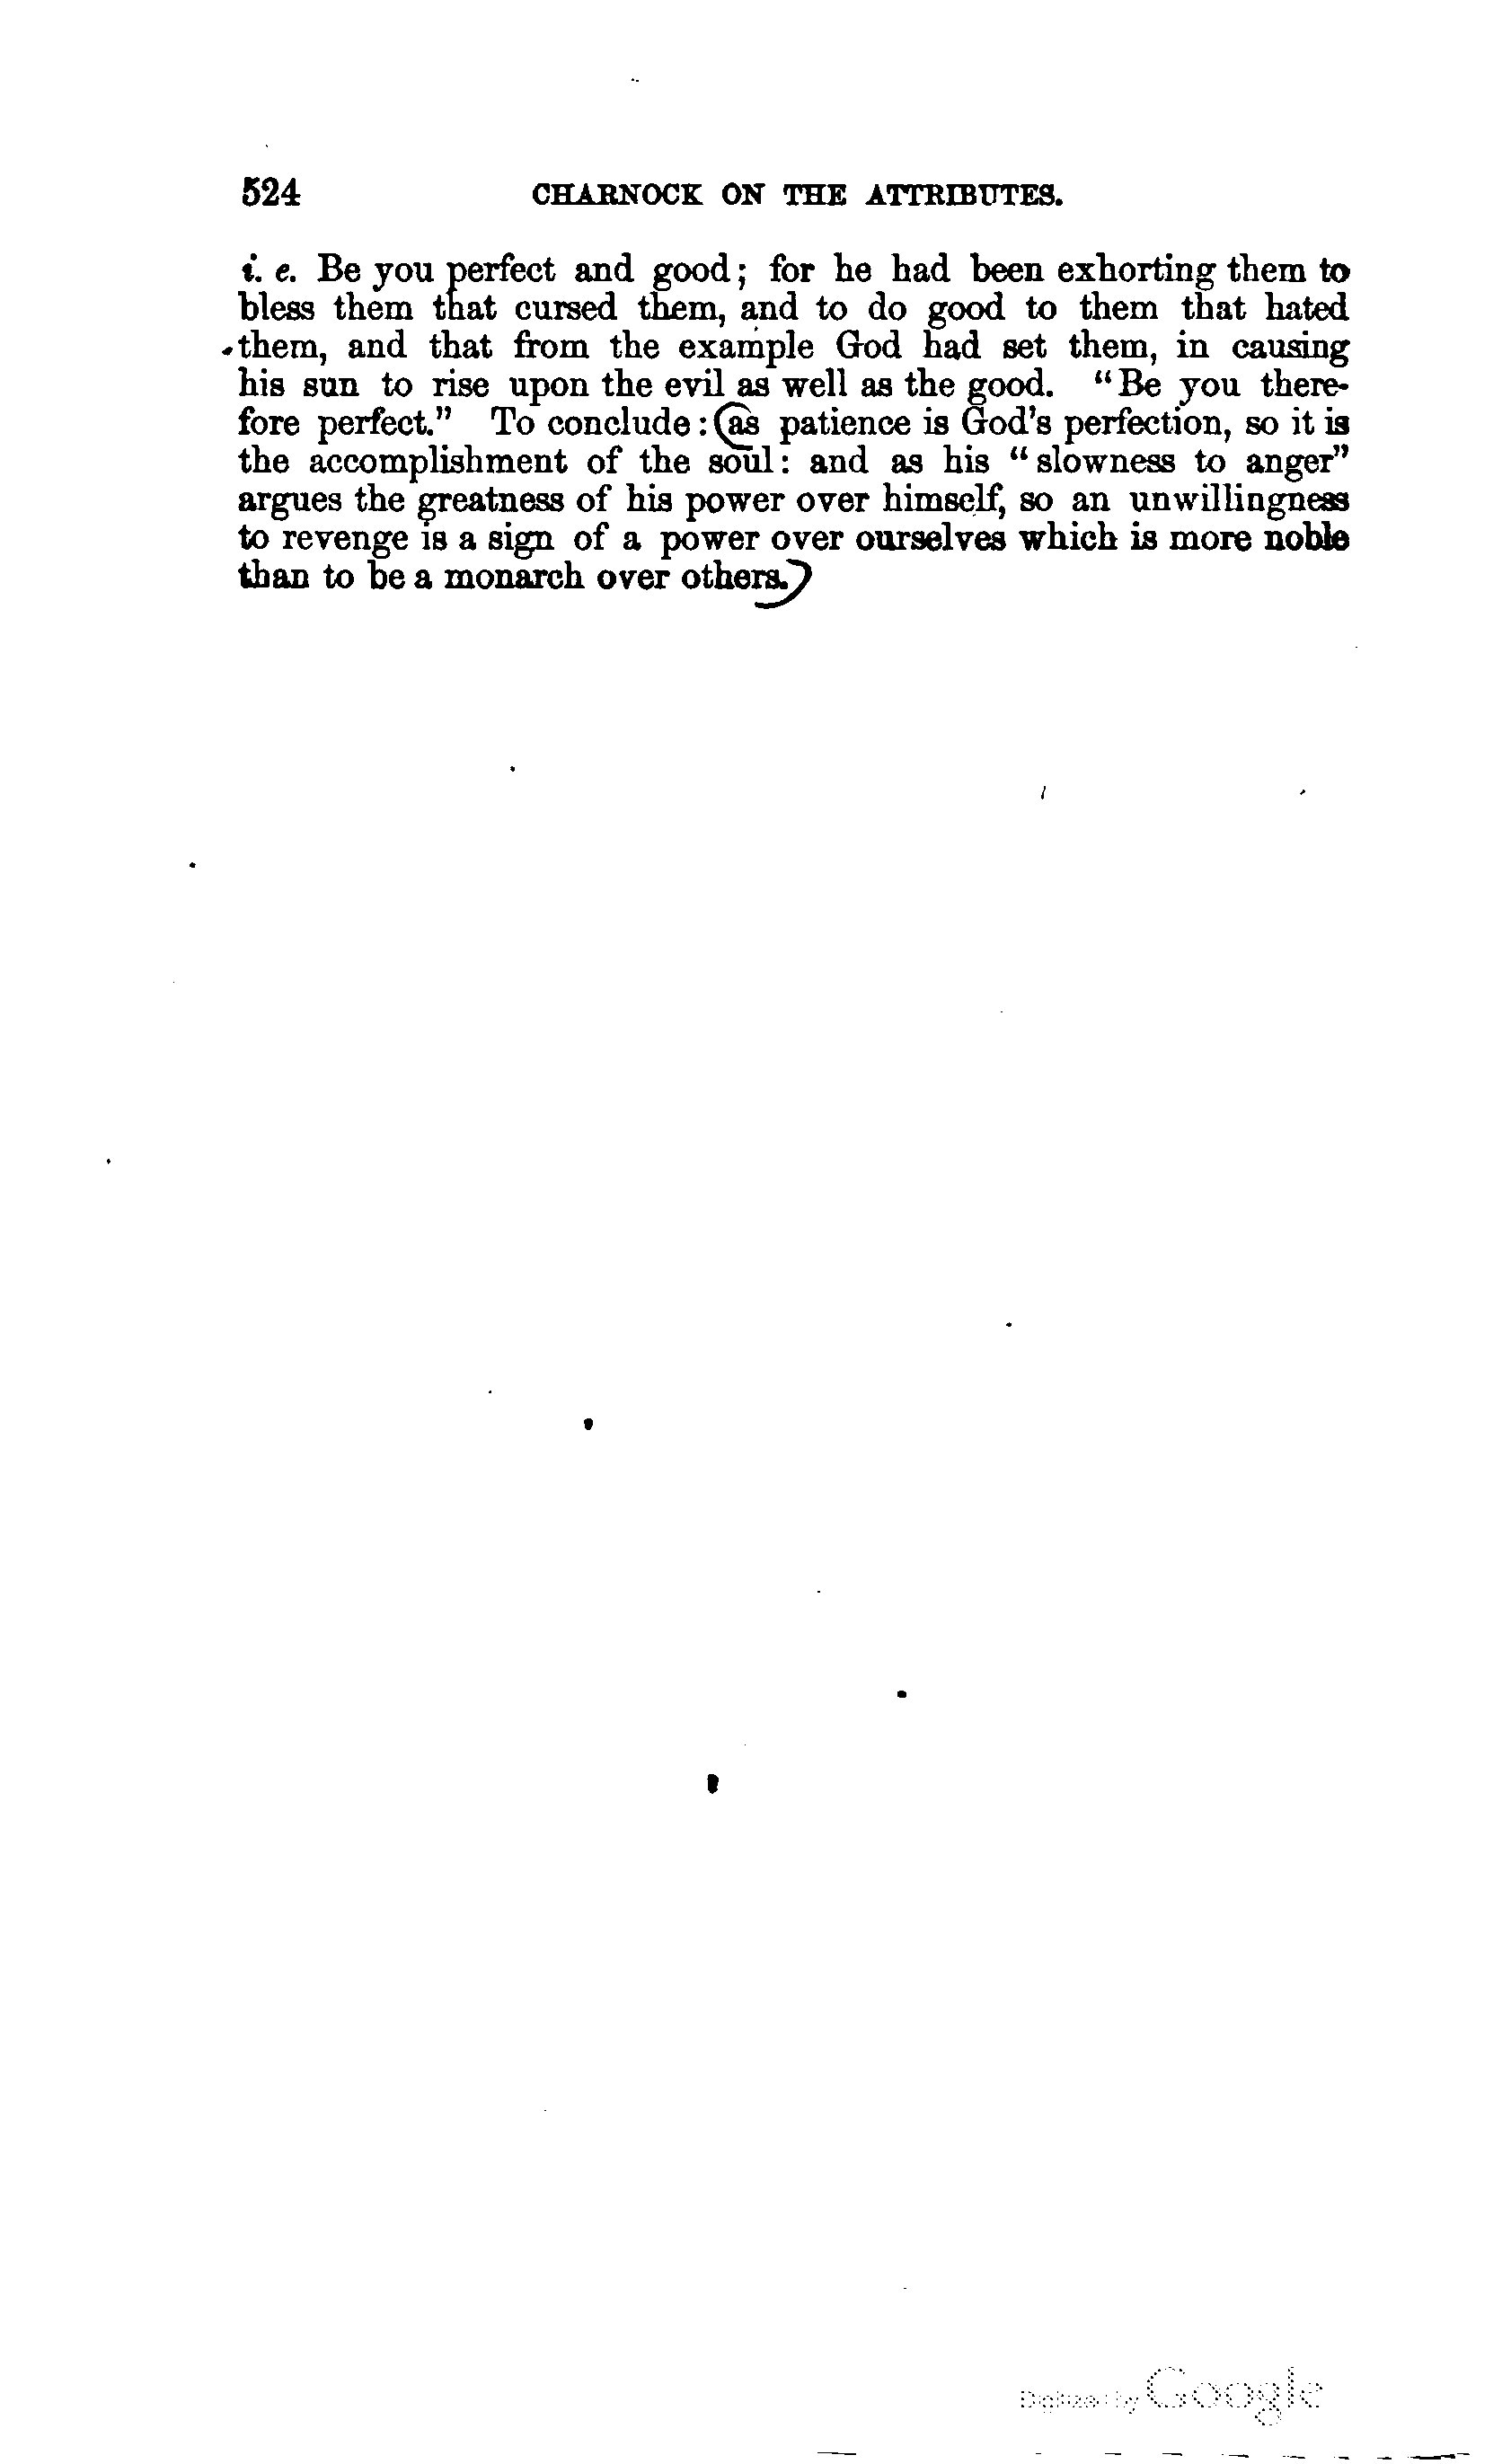 524 CHARNOCK ON THE ATTRIBUTES.
i. e. Be you perfect and good; for he had been exhorting them to
bless them that cursed them, and to do good to them that hated
them, and that from the example God had set them, in causing
his sun to rise upon the evil as well as the good. "Be you there-
fore perfect." To conclude: (as patience is God's perfection, so it is
the accomplishment of the soul: and as his "slowness to anger"
argues the greatness of his power over himself, so an unwillingness
to revenge is a sign of a power over ourselves which is more noble
than to be a monarch over others.)
Digitized by Google